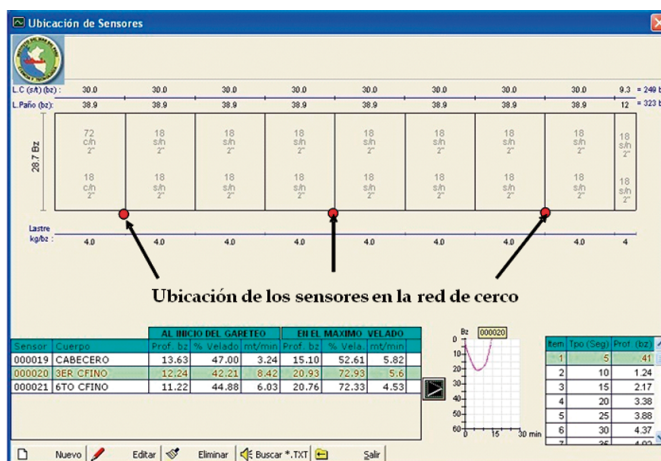 Ubicación de Sensores
L.C (s/t) (bz) : 30.0 30.0 30.0 30.0 30.0 30.0 30.0 30.0 9.3 = 249 b
L.Paño (bz): 38.9 38.9 38.9 38.9 38.9 38.9 38.9 38.9 12 = 323 b
28.7 Bz
72 18 18 18 18 18 18 18 18
c/h s/h s/h s/h s/h s/h s/h s/h s/h
2" 2" 2" 2" 2" 2" 2" 2" 2"
18 18 18 18 18 18 18 18 18
c/h s/h s/h s/h s/h s/h s/h s/h s/h
2" 2" 2" 2" 2" 2" 2" 2" 2"
Lastre
kg/bz : 4.0 4.0 4.0 4.0 4.0 4.0 4.0 4.0 4
Ubicación de los sensores en la red de cerco
AL INICIO DEL GARETEO EN EL MAXIMO VELADO
Sensor Cuerpo Prof. bz % Velado mt/min Prof. bz % Vela. mt/min
000019 CABECERO 13.63 47.00 3.24 15.10 52.61 5.82
000020 3ER CFINO 12.24 42.21 8.42 20.93 72.93 5.6
000021 6TO CFINO 11.22 44.88 6.03 20.76 72.33 4.53
Bz 000020
0
10
20
30
40
50
60
0 15 30 min
Item Tpo (Seg) Prof (bz)
1 5 .41
2 10 1.24
3 15 2.17
4 20 3.38
5 25 3.88
6 30 4.37
7 35 4.92
Nuevo Editar Eliminar Buscar *.TXT Salir